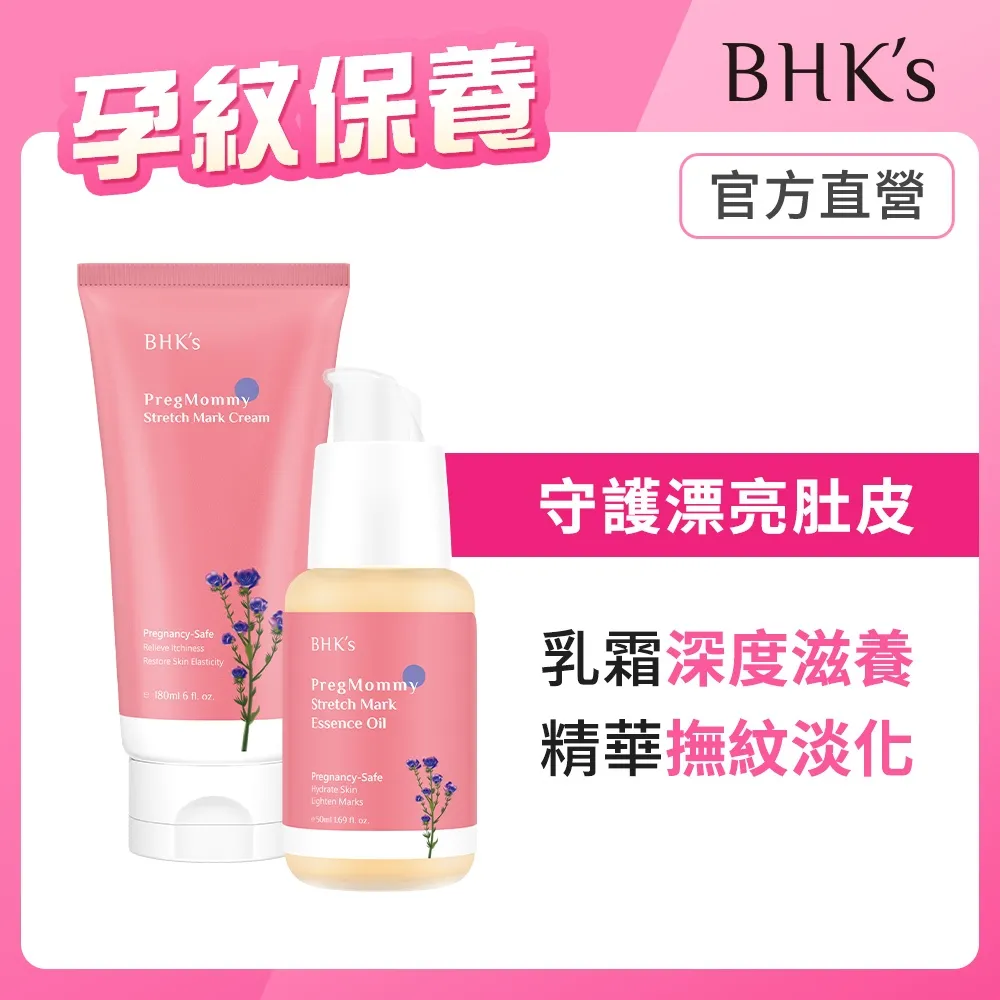 孕紋保養
BHK's
官方直營
BHK's
PregMommy
Stretch Mark Cream
Pregnancy-Safe
Relieve Itchiness
Restore Skin Elasticity
e 180ml 6 fl. oz.
BHK's
PregMommy
Stretch Mark
Essence Oil
Pregnancy-Safe
Hydrate Skin
Lighten Marks
e50ml 1.69 fl. oz.
守護漂亮肚皮
乳霜深度滋養
精華撫紋淡化